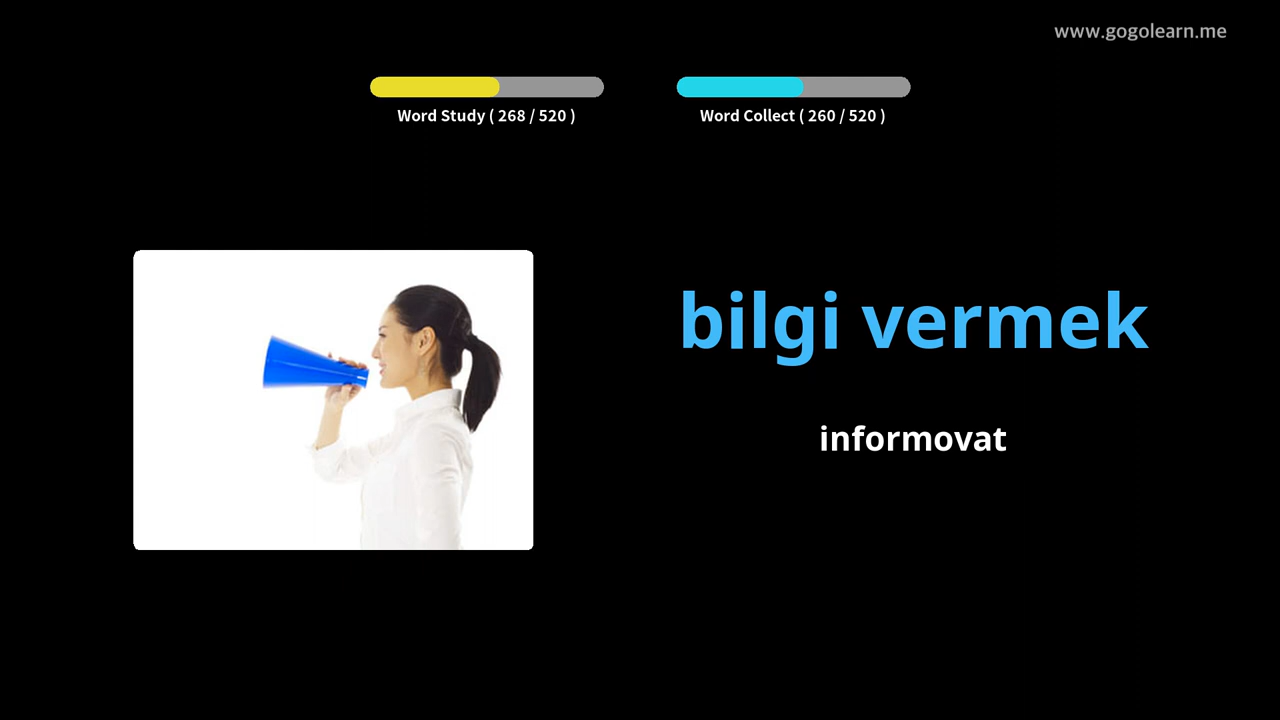 www.gogolearn.me
Word Study ( 268 / 520 )
Word Collect ( 260 / 520 )
bilgi vermek
informovat